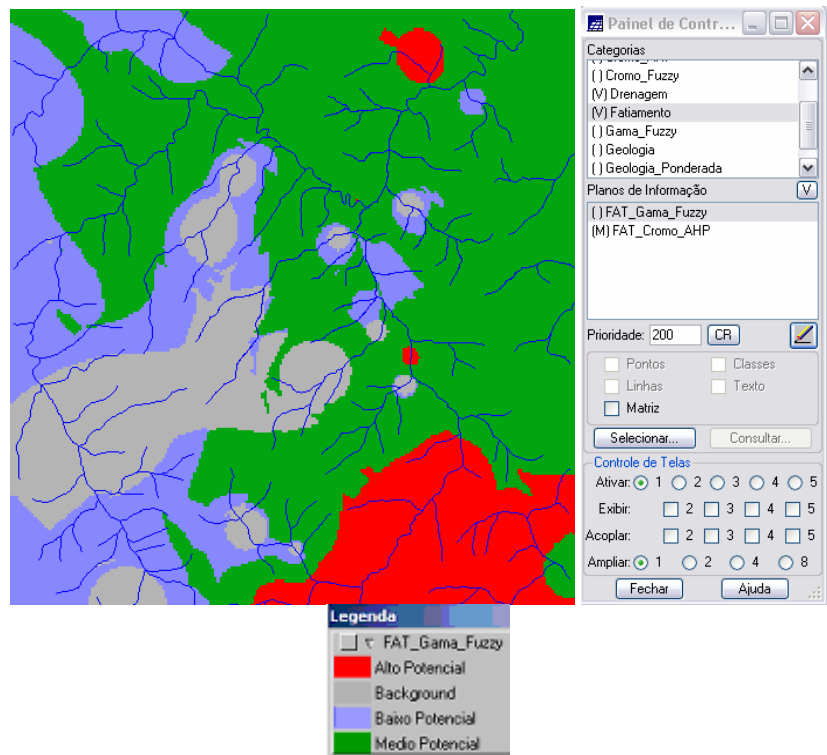 Painel de Contr...
Categorias
( ) Cromo_AHP
( ) Cromo_Fuzzy
(V) Drenagem
(V) Fatiamento
( ) Gama_Fuzzy
( ) Geologia
( ) Geologia_Ponderada
Planos de Informação V
( ) FAT_Gama_Fuzzy
(M) FAT_Cromo_AHP
Prioridade: 200 CR
Pontos Classes
Linhas Texto
Matriz
Selecionar... Consultar...
Controle de Telas
Ativar: 1 2 3 4 5
Exibir: 2 3 4 5
Acoplar: 2 3 4 5
Ampliar: 1 2 4 8
Fechar Ajuda
Legenda
FAT_Gama_Fuzzy
Alto Potencial
Background
Baixo Potencial
Medio Potencial